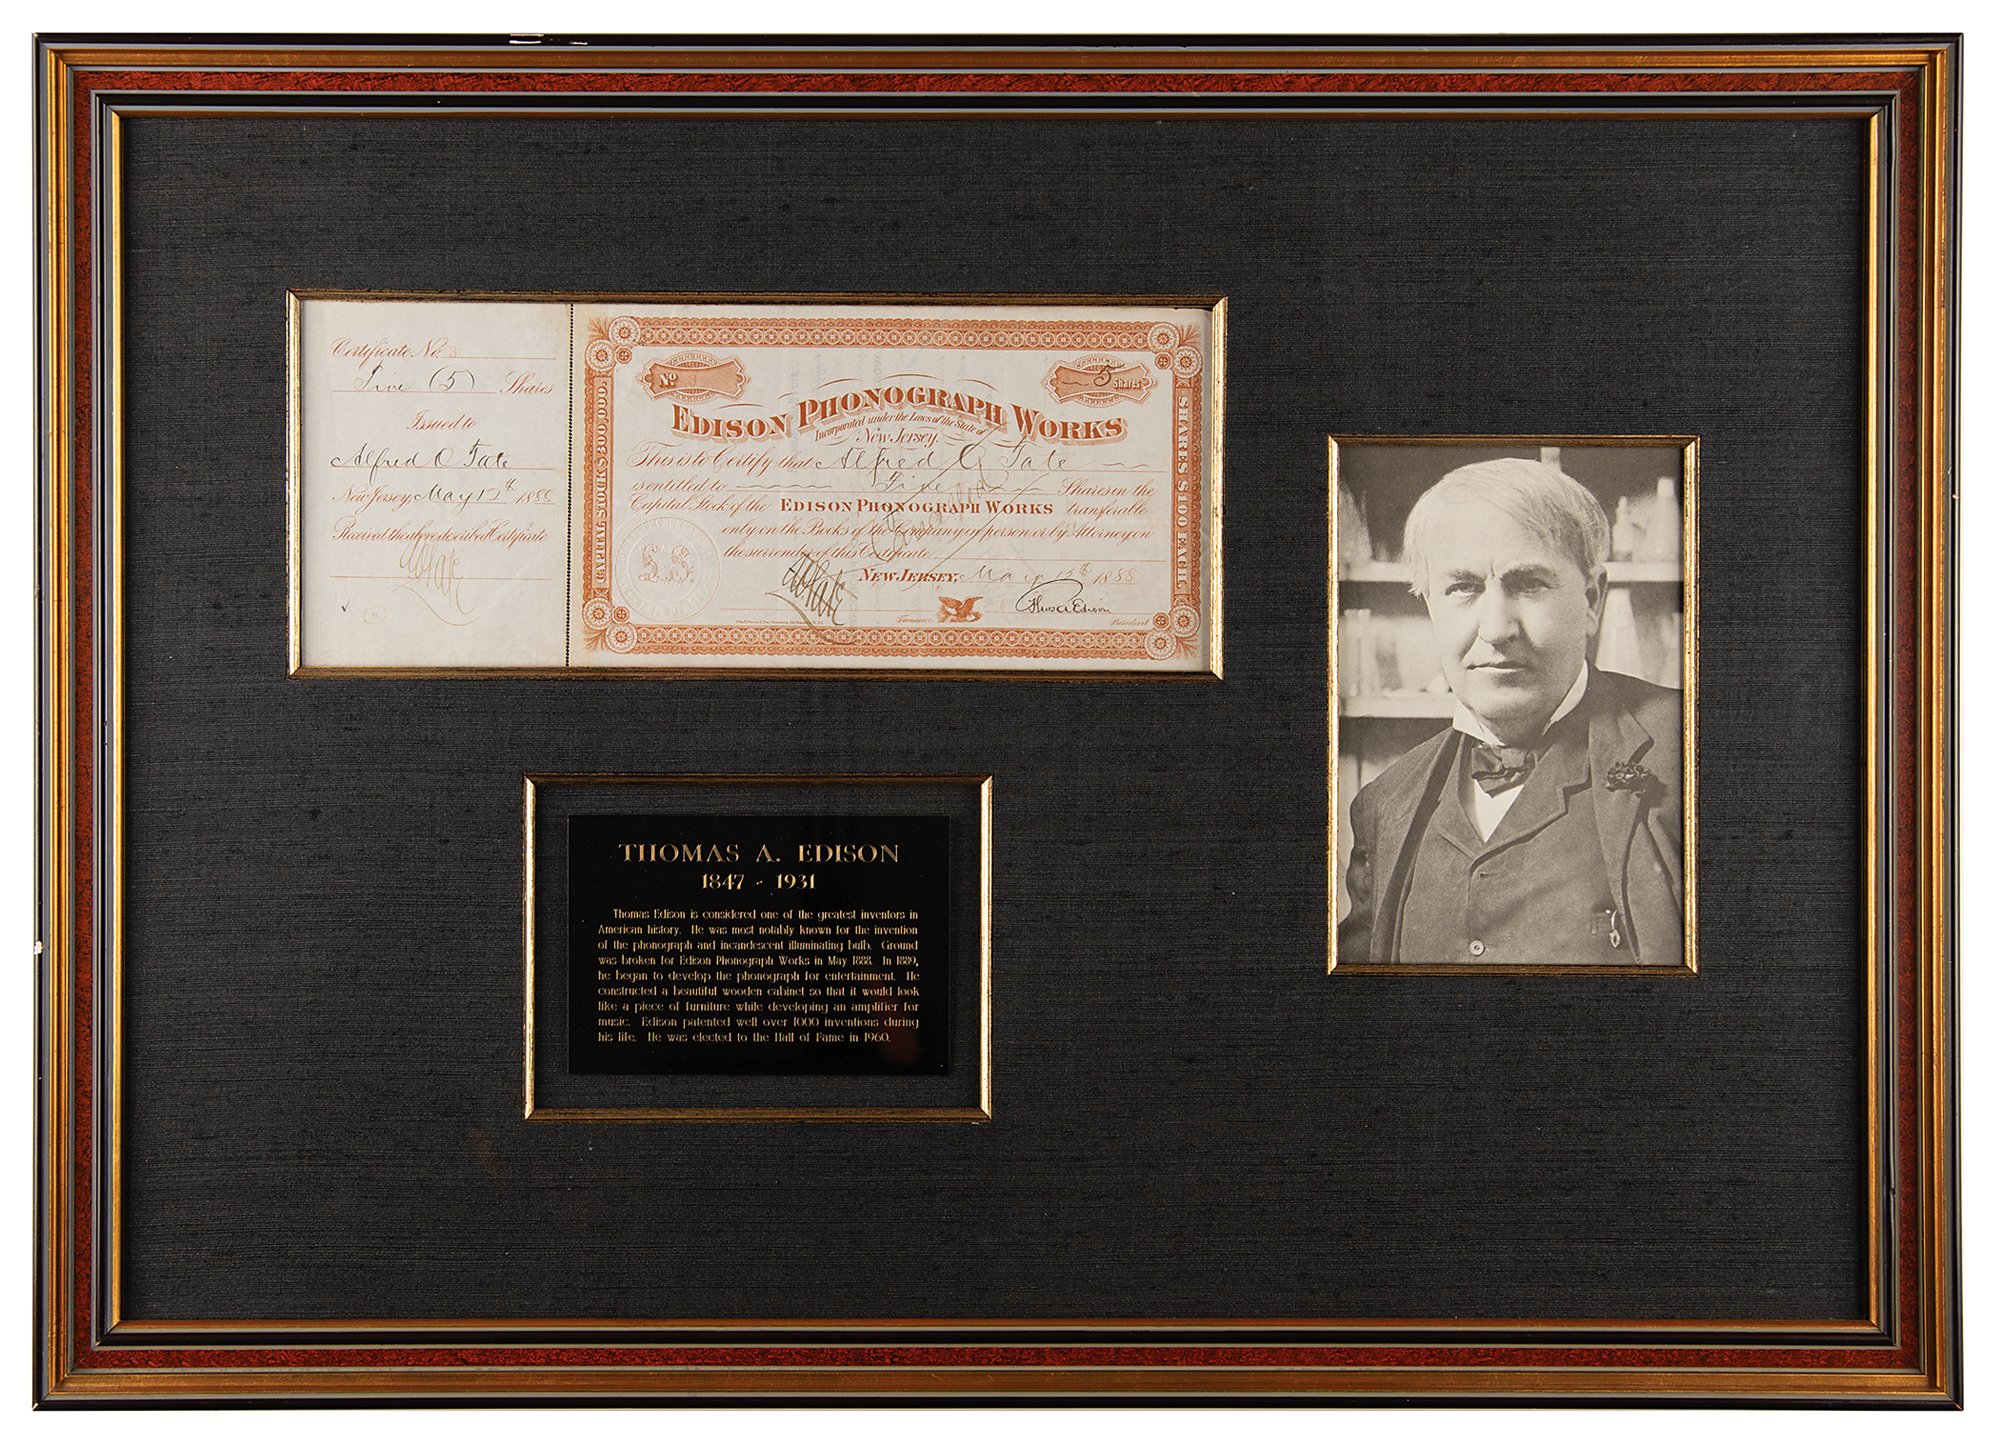 Certificate No. 3
Five (5) Shares
Issued to
Alfred O Tate
New Jersey, May 12th 1888
Received the above described Certificate
A O Tate
No 3
5 Shares
CAPITAL STOCK $300,000.
SHARES $100 EACH.
EDISON PHONOGRAPH WORKS
Incorporated under the Laws of the State of
New Jersey.
This is to Certify that Alfred O Tate
is entitled to Five Shares in the
Capital Stock of the EDISON PHONOGRAPH WORKS transferable
only on the Books of the Company in person or by Attorney on
the surrender of this Certificate.
NEW JERSEY, May 12th 1888
A O Tate
Thos A Edison
Treasurer.
President
THOMAS A. EDISON
1847 - 1931
Thomas Edison is considered one of the greatest inventors in
American history. He was most notably known for the invention
of the phonograph and incandescent illuminating bulb. Ground
was broken for Edison Phonograph Works in May 1888. In 1889,
he began to develop the phonograph for entertainment. He
constructed a beautiful wooden cabinet so that it would look
like a piece of furniture while developing an amplifier for
music. Edison patented well over 1000 inventions during
his life. He was elected to the Hall of Fame in 1960.